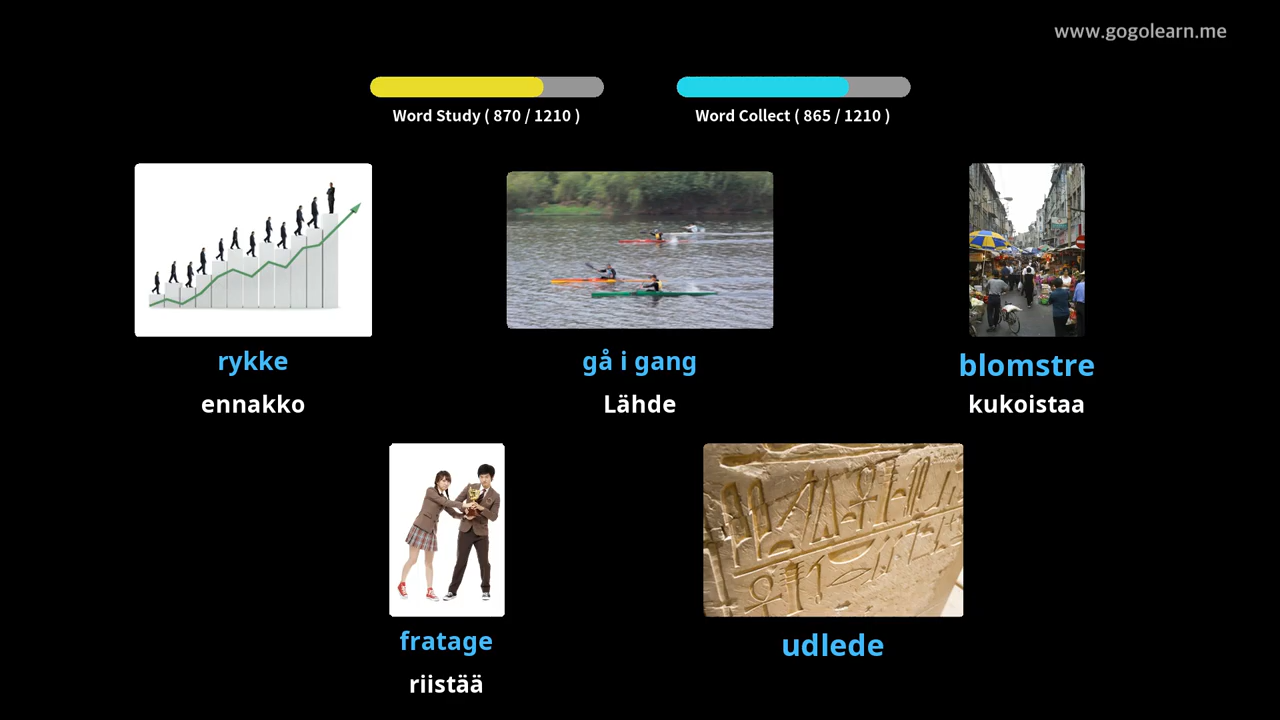 www.gogolearn.me
Word Study ( 870 / 1210 )
Word Collect ( 865 / 1210 )
rykke
ennakko
gå i gang
Lähde
blomstre
kukoistaa
fratage
riistää
udlede